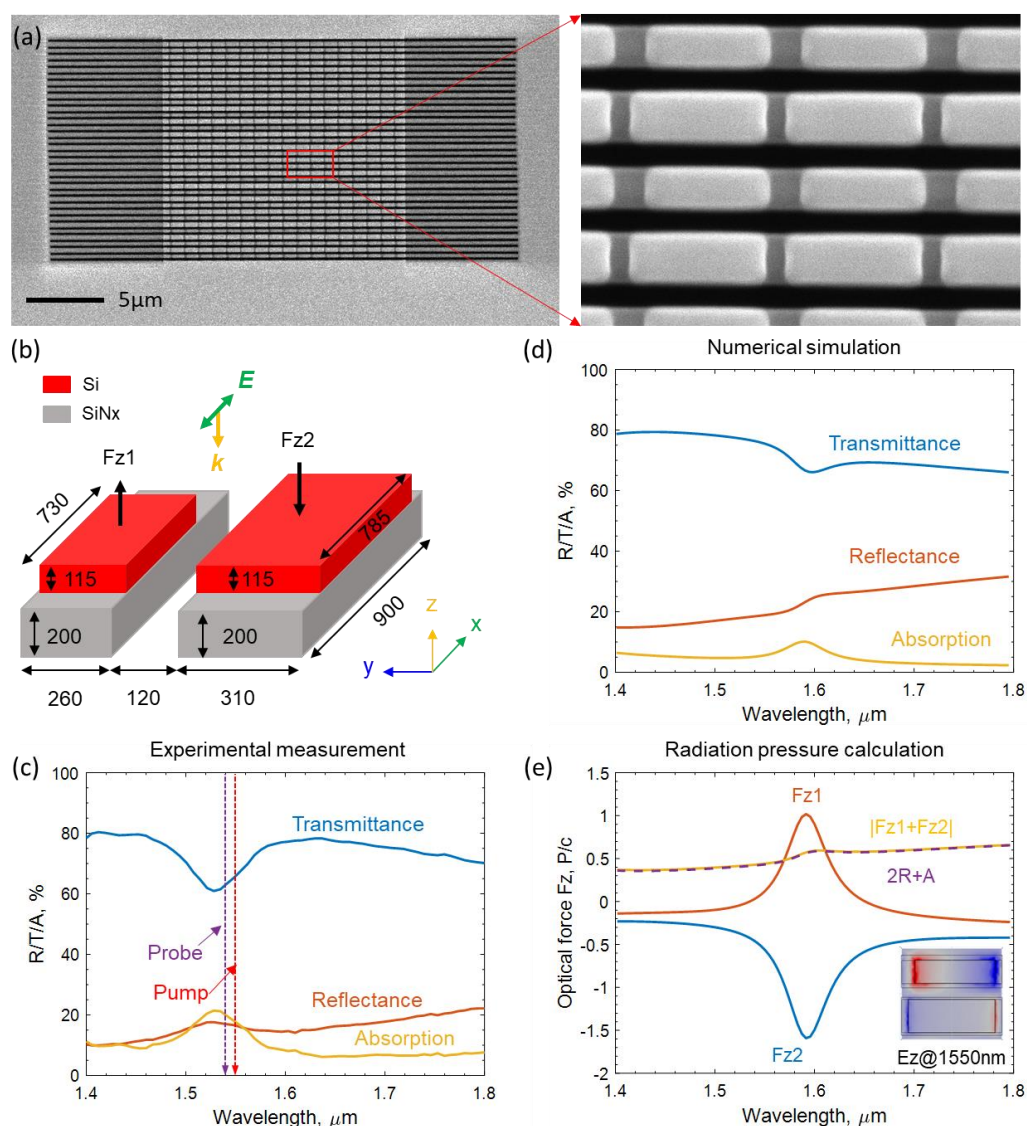 (a)
5μm
(b)
Si
SiNx
E
k
Fz1
Fz2
730
785
115
115
200
200
900
260
120
310
z
x
y
(d)
Numerical simulation
R/T/A, %
100
80
60
40
20
0
Transmittance
Reflectance
Absorption
1.4
1.5
1.6
1.7
1.8
Wavelength, μm
(c)
Experimental measurement
R/T/A, %
100
80
60
40
20
0
Transmittance
Probe
Pump
Reflectance
Absorption
1.4
1.5
1.6
1.7
1.8
Wavelength, μm
(e)
Radiation pressure calculation
Optical force Fz, P/c
1.5
1
0.5
0
-0.5
-1
-1.5
-2
Fz1
|Fz1+Fz2|
2R+A
Fz2
Ez@1550nm
1.4
1.5
1.6
1.7
1.8
Wavelength, μm